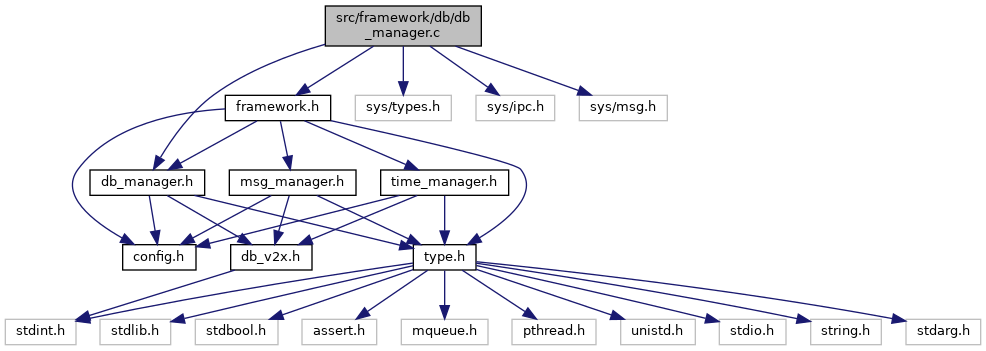 src/framework/db/db
_manager.c
framework.h
sys/types.h
sys/ipc.h
sys/msg.h
db_manager.h
msg_manager.h
time_manager.h
config.h
db_v2x.h
type.h
stdint.h
stdlib.h
stdbool.h
assert.h
mqueue.h
pthread.h
unistd.h
stdio.h
string.h
stdarg.h